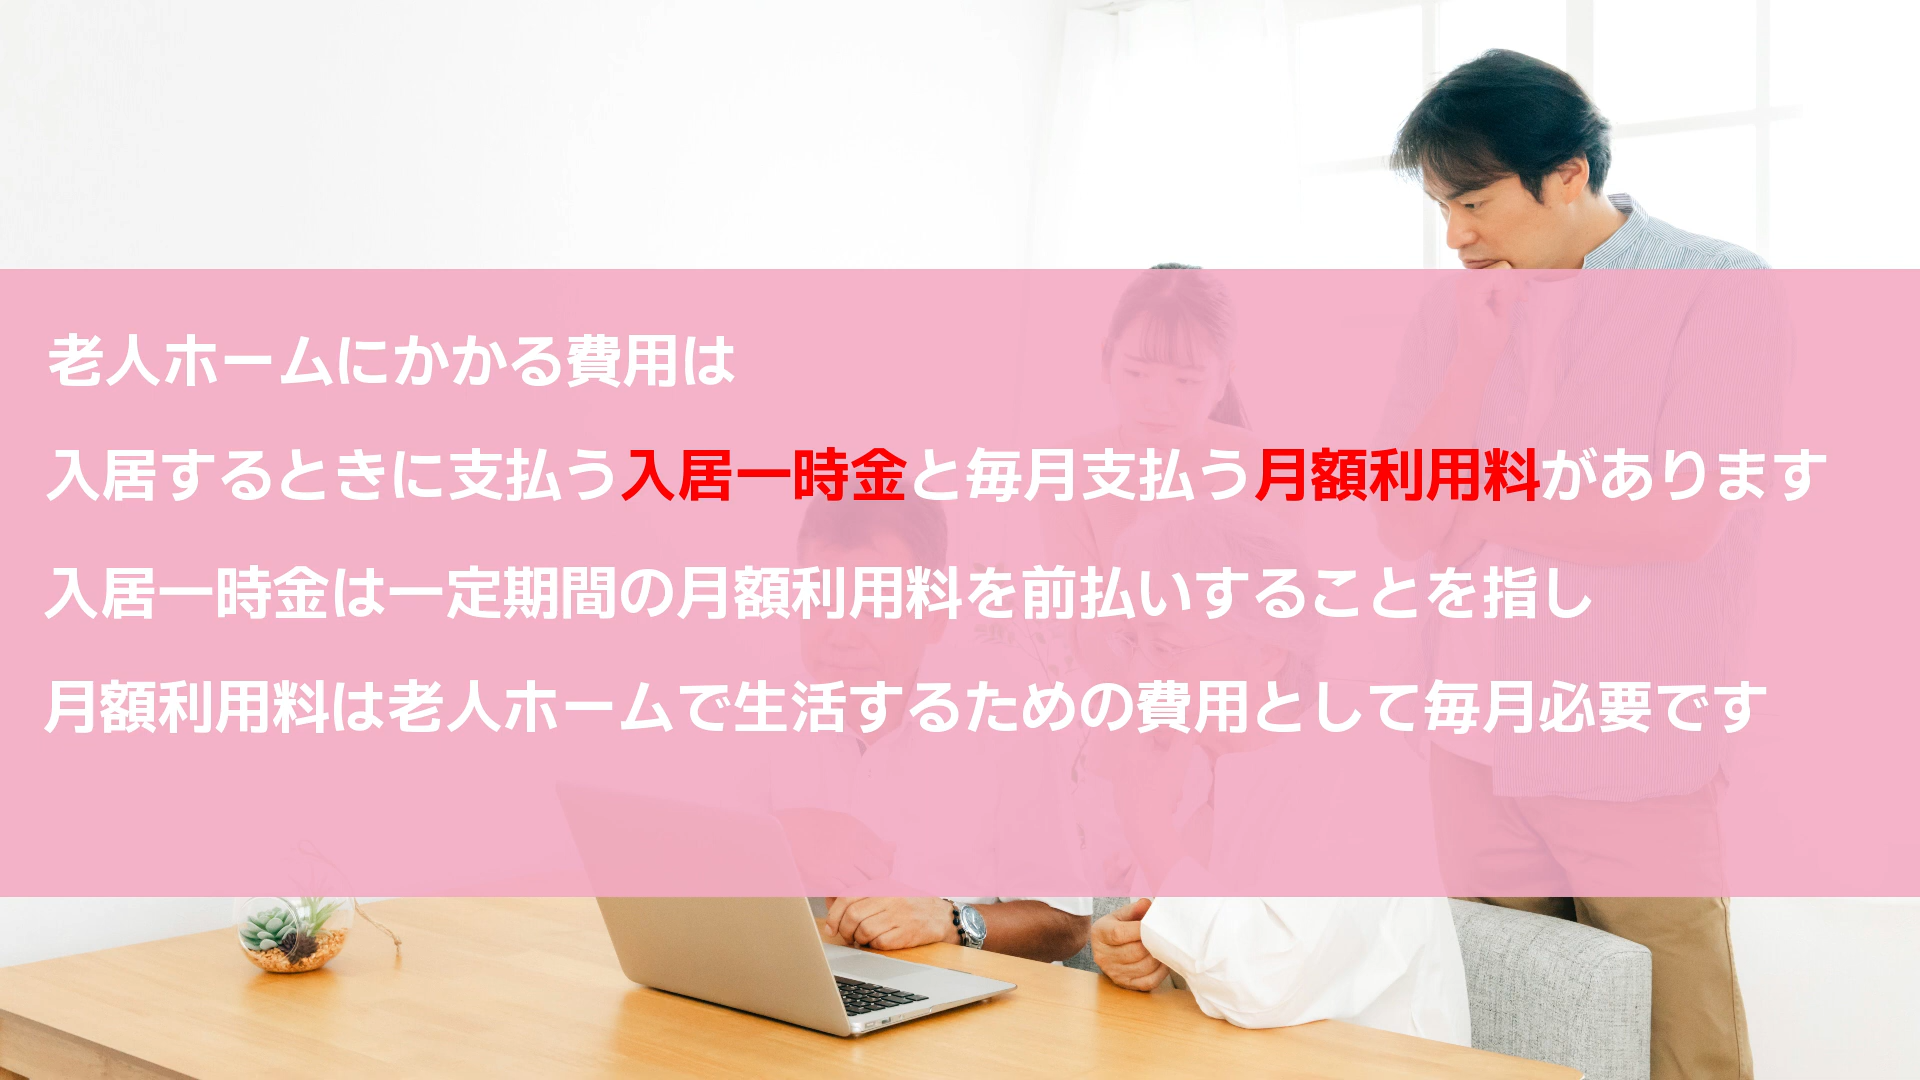 老人ホームにかかる費用は
入居するときに支払う入居一時金と毎月支払う月額利用料があります
入居一時金は一定期間の月額利用料を前払いすることを指し
月額利用料は老人ホームで生活するための費用として毎月必要です